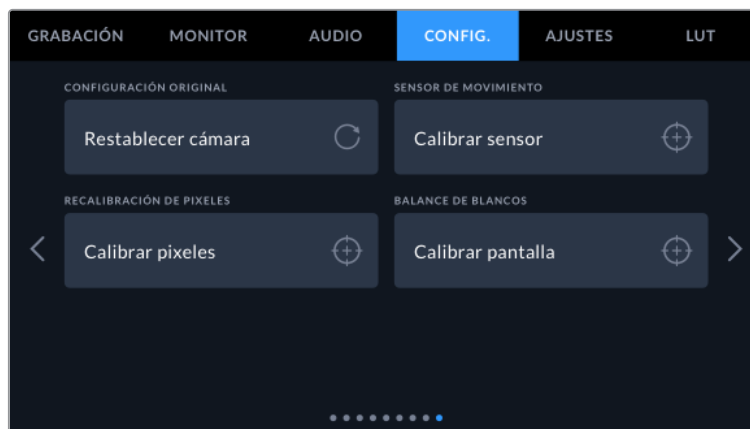 GRABACIÓN MONITOR AUDIO CONFIG. AJUSTES LUT
CONFIGURACIÓN ORIGINAL SENSOR DE MOVIMIENTO
Restablecer cámara Calibrar sensor
RECALIBRACIÓN DE PIXELES BALANCE DE BLANCOS
Calibrar pixeles Calibrar pantalla